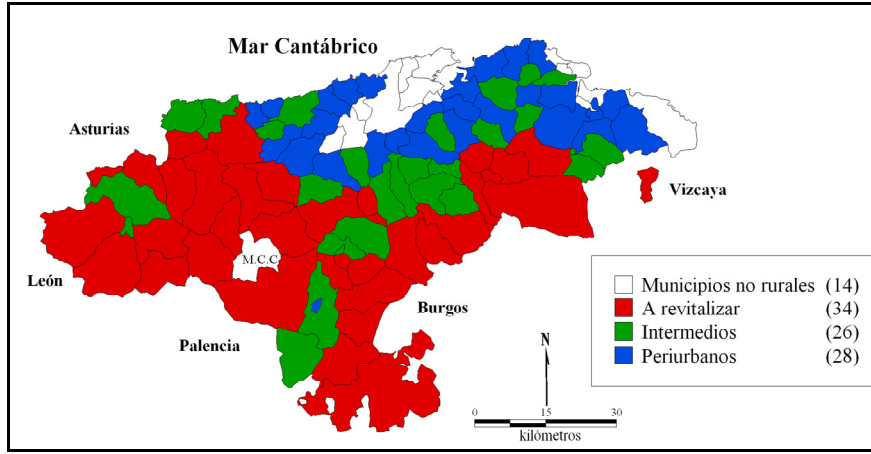 Mar Cantábrico
Asturias
Vizcaya
M.C.C
León
Burgos
Palencia
Municipios no rurales (14)
A revitalizar (34)
Intermedios (26)
Periurbanos (28)
N
0 15 30
kilómetros